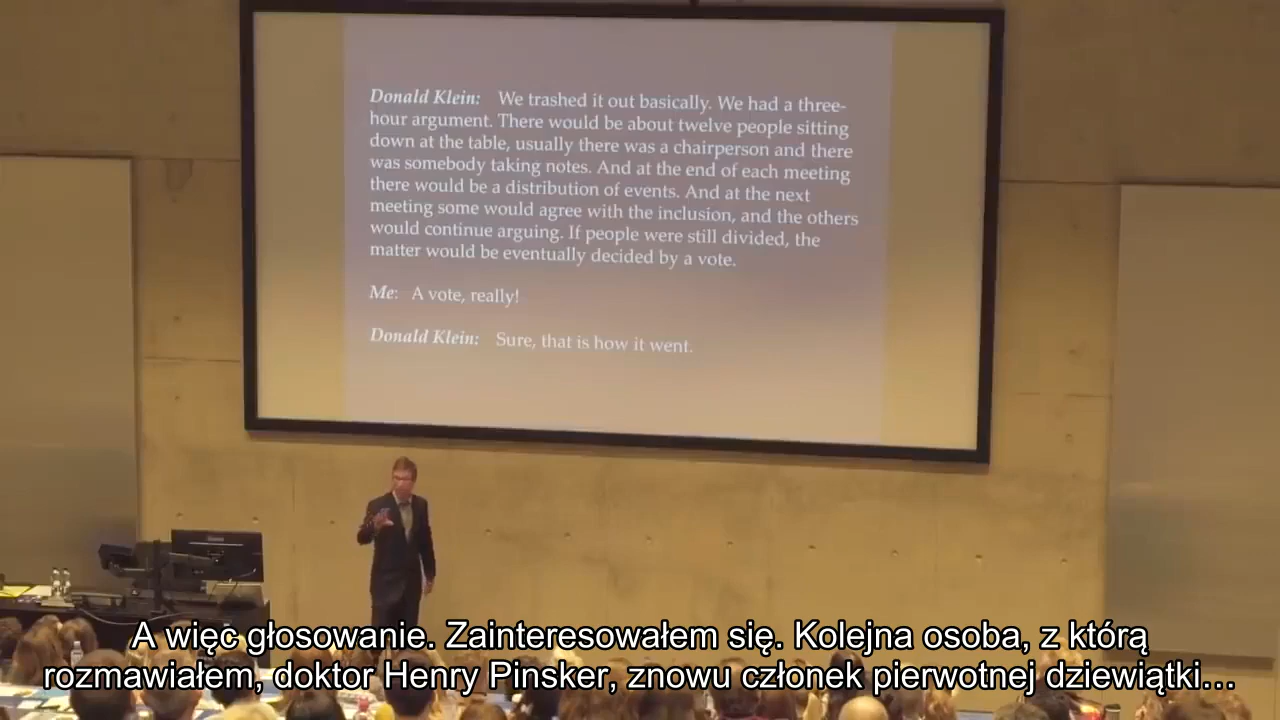 Donald Klein: We trashed it out basically. We had a three-
hour argument. There would be about twelve people sitting
down at the table, usually there was a chairperson and there
was somebody taking notes. And at the end of each meeting
there would be a distribution of events. And at the next
meeting some would agree with the inclusion, and the others
would continue arguing. If people were still divided, the
matter would be eventually decided by a vote.
Me: A vote, really!
Donald Klein: Sure, that is how it went.
A więc głosowanie. Zainteresowałem się. Kolejna osoba, z którą
rozmawiałem, doktor Henry Pinsker, znowu członek pierwotnej dziewiątki...